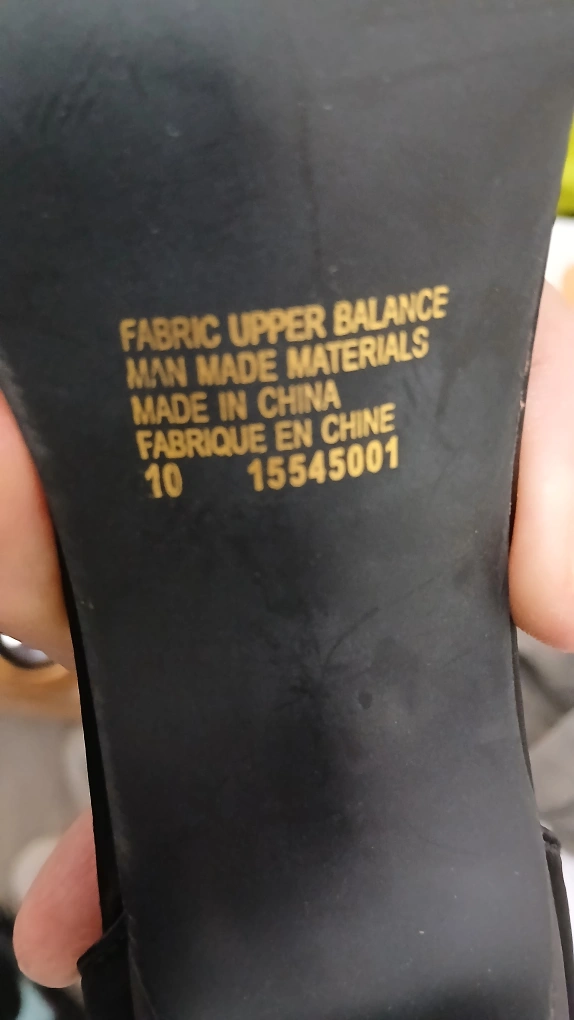 FABRIC UPPER BALANCE
MAN MADE MATERIALS
MADE IN CHINA
FABRIQUE EN CHINE
10 15545001